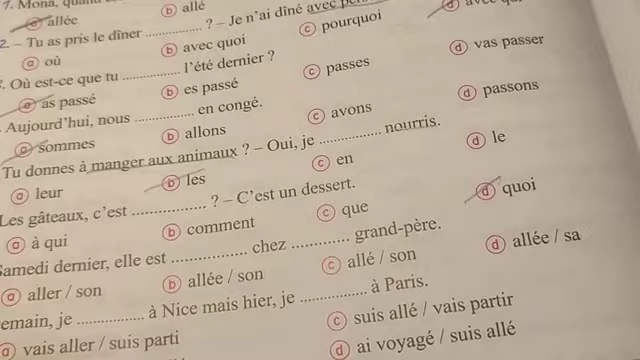 7. Mona,
ⓐ allée ⓑ allé
2. – Tu as pris le dîner .............. ? – Je n'ai dîné avec
ⓐ où ⓑ avec quoi ⓒ pourquoi ⓓ
. Où est-ce que tu .............. l'été dernier ?
ⓐ as passé ⓑ es passé ⓒ passes ⓓ vas passer
Aujourd'hui, nous .............. en congé.
ⓐ sommes ⓑ allons ⓒ avons ⓓ passons
Tu donnes à manger aux animaux ? – Oui, je .............. nourris.
ⓐ leur ⓑ les ⓒ en ⓓ le
Les gâteaux, c'est .............. ? – C'est un dessert.
ⓐ à qui ⓑ comment ⓒ que ⓓ quoi
Samedi dernier, elle est .............. chez .............. grand-père.
ⓐ aller / son ⓑ allée / son ⓒ allé / son ⓓ allée / sa
emain, je .............. à Nice mais hier, je .............. à Paris.
ⓐ vais aller / suis parti ⓒ suis allé / vais partir
ⓓ ai voyagé / suis allé